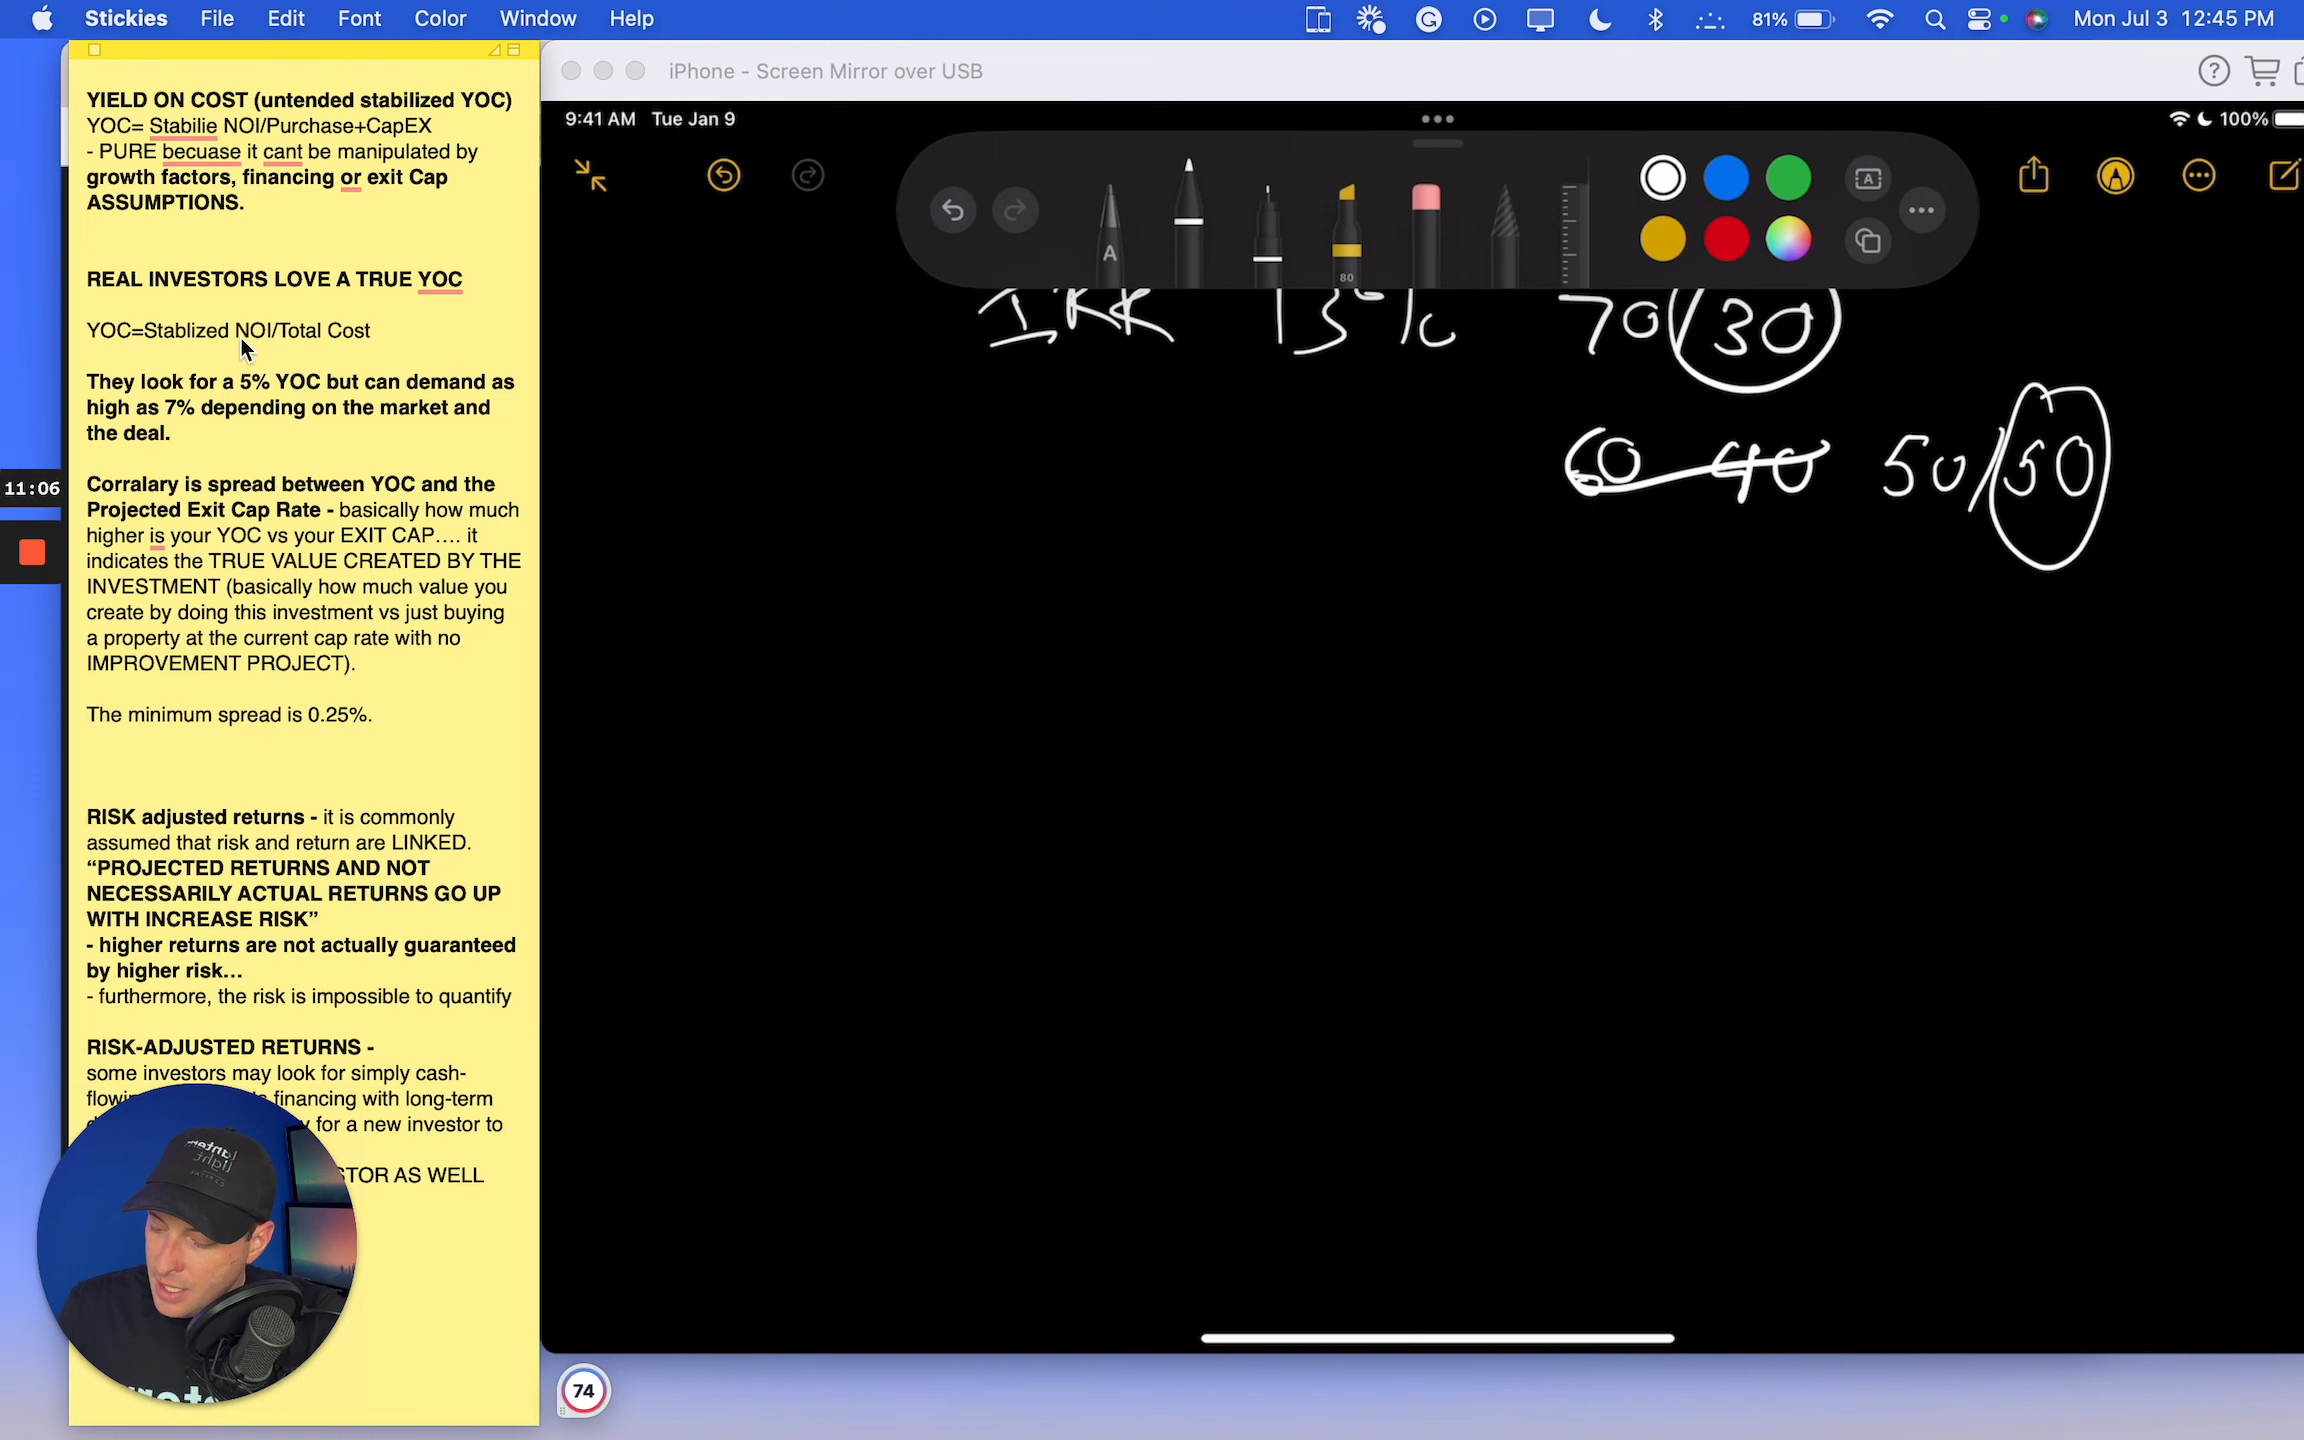 Stickies File Edit Font Color Window Help 81% Mon Jul 3 12:45 PM
YIELD ON COST (untended stabilized YOC)
YOC= Stabilie NOI/Purchase+CapEX
- PURE becuase it cant be manipulated by
growth factors, financing or exit Cap
ASSUMPTIONS.
REAL INVESTORS LOVE A TRUE YOC
YOC=Stablized NOI/Total Cost
They look for a 5% YOC but can demand as
high as 7% depending on the market and
the deal.
Corralary is spread between YOC and the
Projected Exit Cap Rate - basically how much
higher is your YOC vs your EXIT CAP.... it
indicates the TRUE VALUE CREATED BY THE
INVESTMENT (basically how much value you
create by doing this investment vs just buying
a property at the current cap rate with no
IMPROVEMENT PROJECT).
The minimum spread is 0.25%.
RISK adjusted returns - it is commonly
assumed that risk and return are LINKED.
“PROJECTED RETURNS AND NOT
NECESSARILY ACTUAL RETURNS GO UP
WITH INCREASE RISK”
- higher returns are not actually guaranteed
by higher risk...
- furthermore, the risk is impossible to quantify
RISK-ADJUSTED RETURNS -
some investors may look for simply cash-
financing with long-term
for a new investor to
AS WELL
11:06
iPhone - Screen Mirror over USB
9:41 AM Tue Jan 9 100%
A 80 A
IRR 13% 70/30
60 40 50/50
74
lantern
light